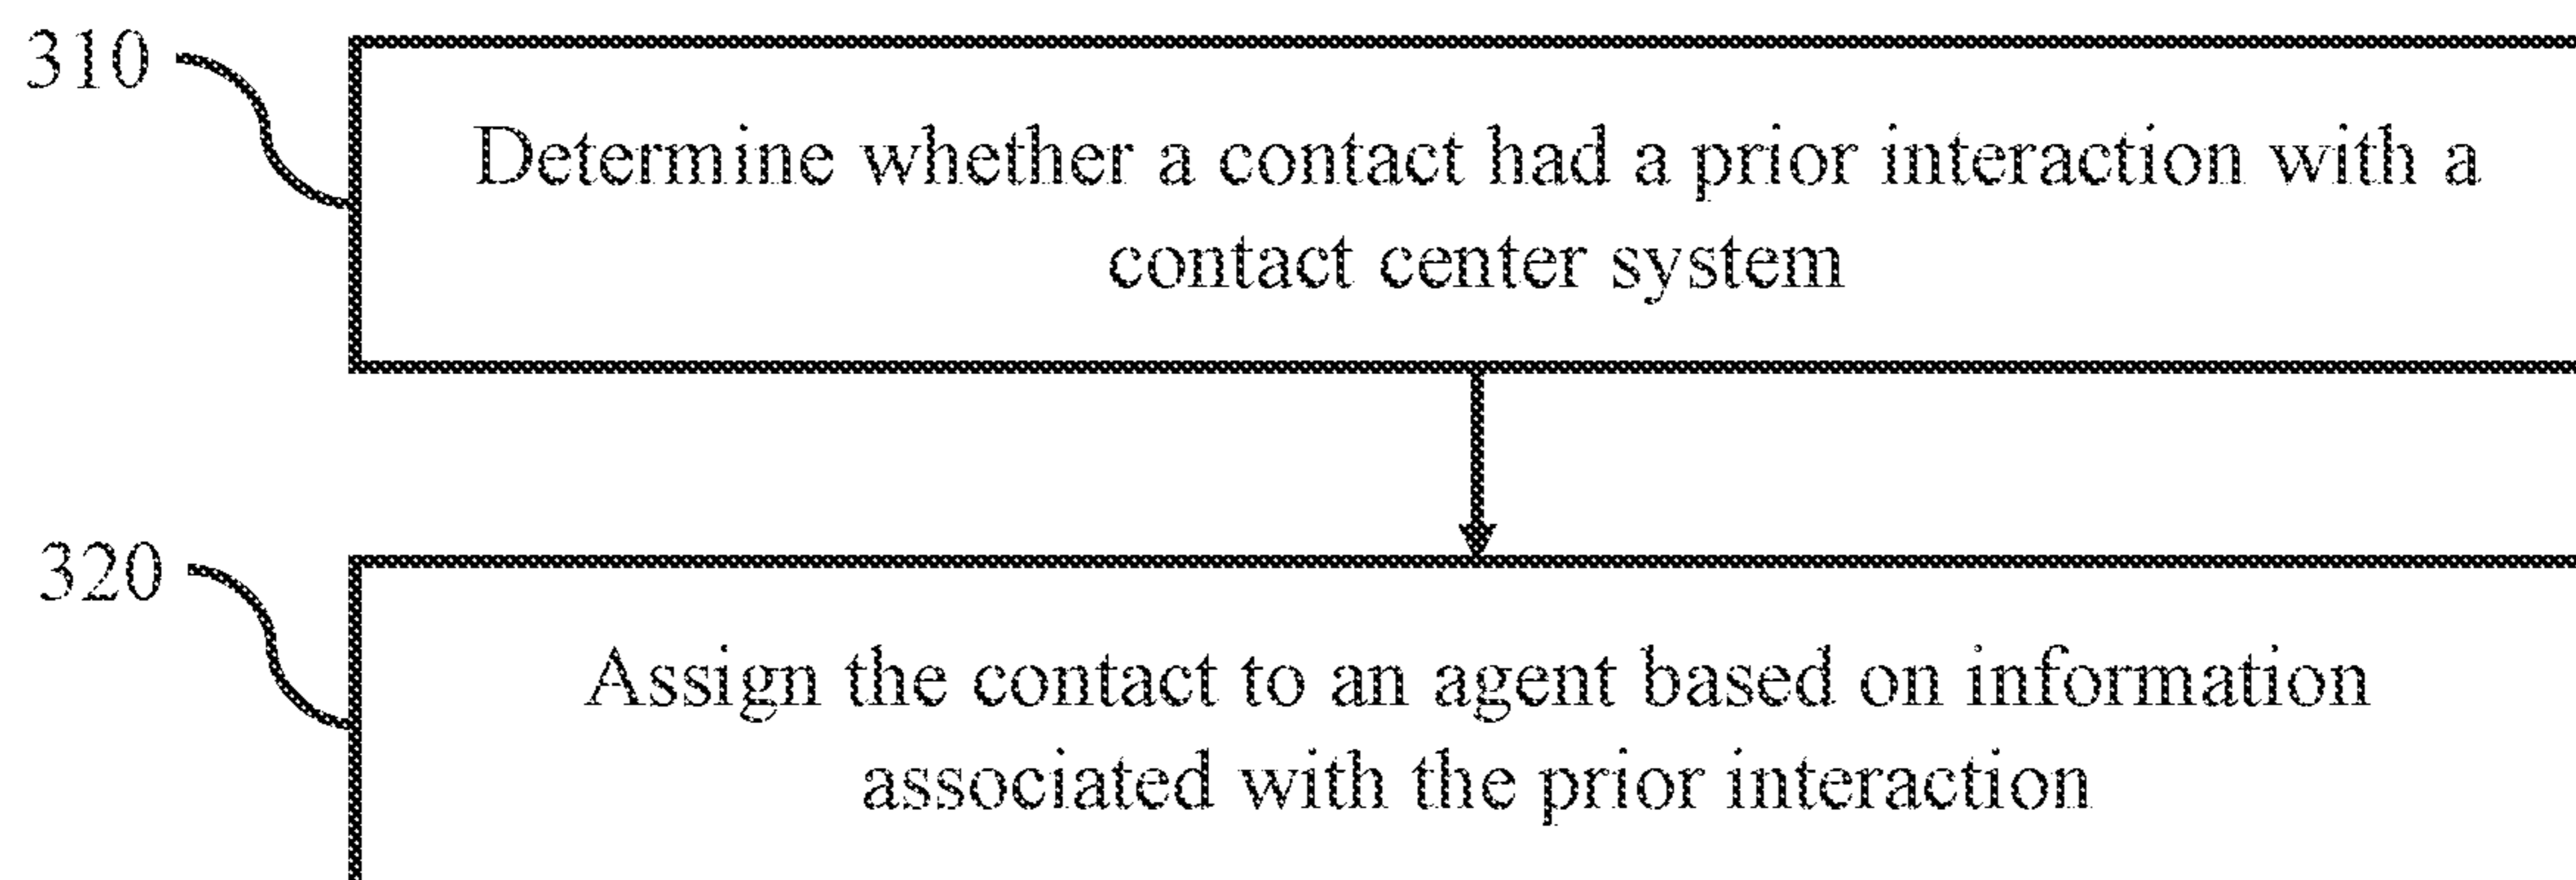 310
Determine whether a contact had a prior interaction with a
contact center system
320
Assign the contact to an agent based on information
associated with the prior interaction